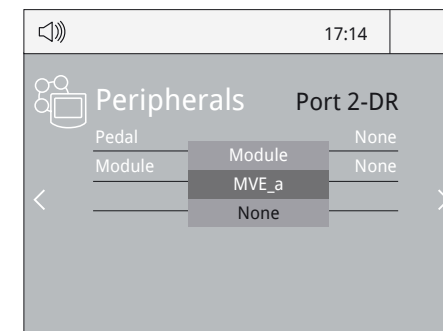 17:14
Peripherals Port 2-DR
Pedal None
Module None
Module
MVE_a
None